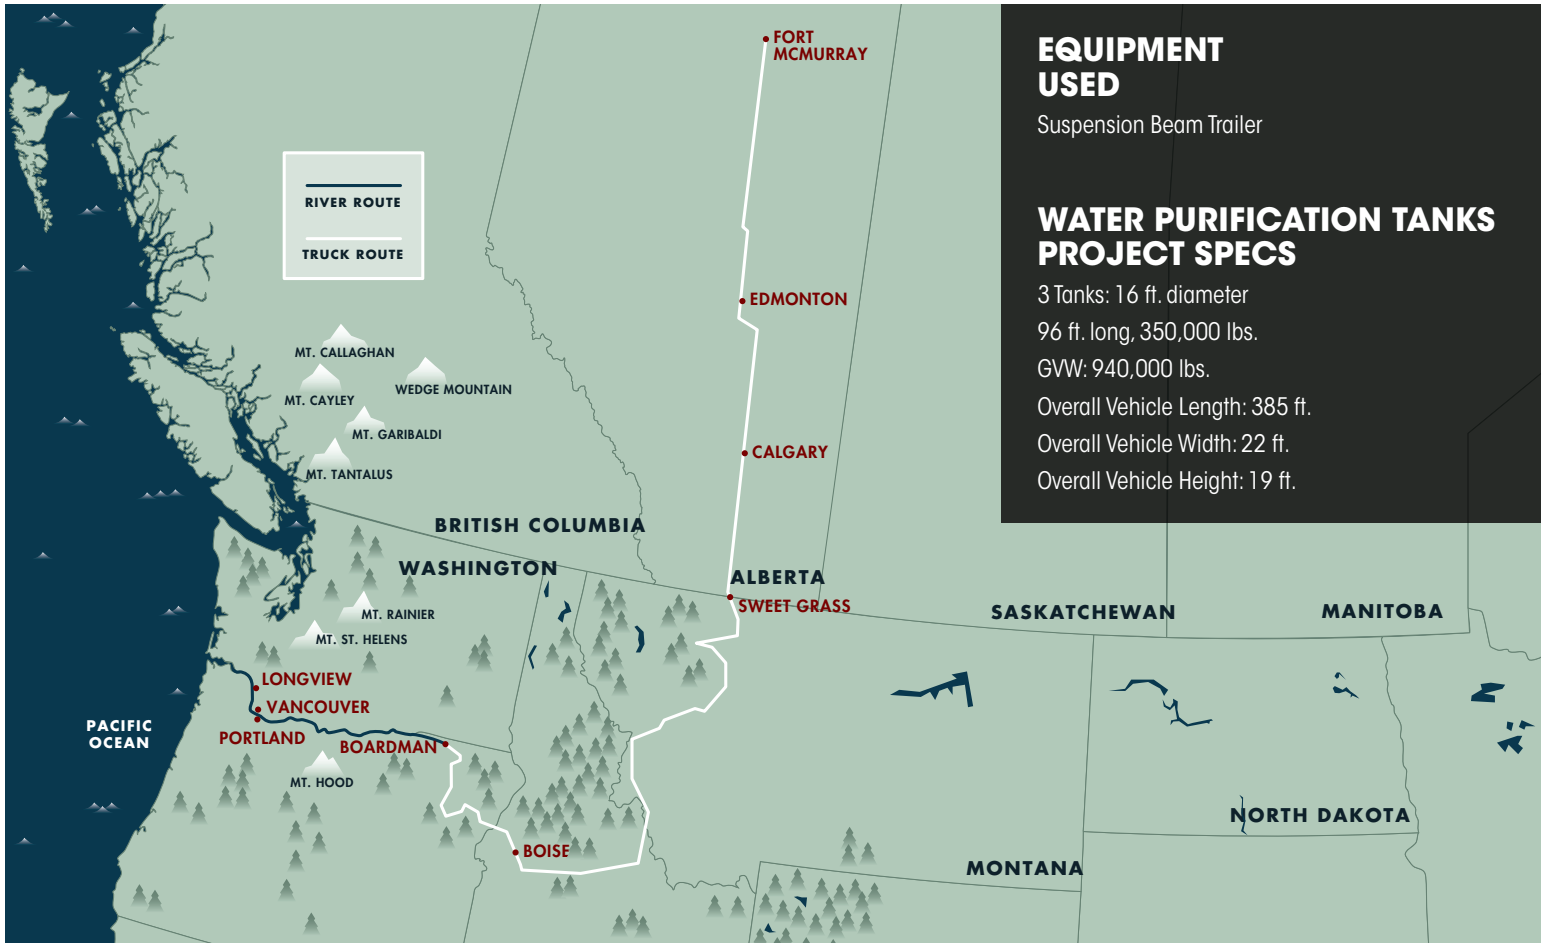 FORT
MCMURRAY
EQUIPMENT
USED
Suspension Beam Trailer
RIVER ROUTE
TRUCK ROUTE
WATER PURIFICATION TANKS
PROJECT SPECS
3 Tanks: 16 ft. diameter
96 ft. long, 350,000 lbs.
GVW: 940,000 lbs.
Overall Vehicle Length: 385 ft.
Overall Vehicle Width: 22 ft.
Overall Vehicle Height: 19 ft.
EDMONTON
MT. CALLAGHAN
WEDGE MOUNTAIN
MT. CAYLEY
MT. GARIBALDI
CALGARY
MT. TANTALUS
BRITISH COLUMBIA
WASHINGTON
ALBERTA
SWEET GRASS
SASKATCHEWAN
MANITOBA
MT. RAINIER
MT. ST. HELENS
LONGVIEW
VANCOUVER
PORTLAND
BOARDMAN
PACIFIC
OCEAN
MT. HOOD
NORTH DAKOTA
BOISE
MONTANA